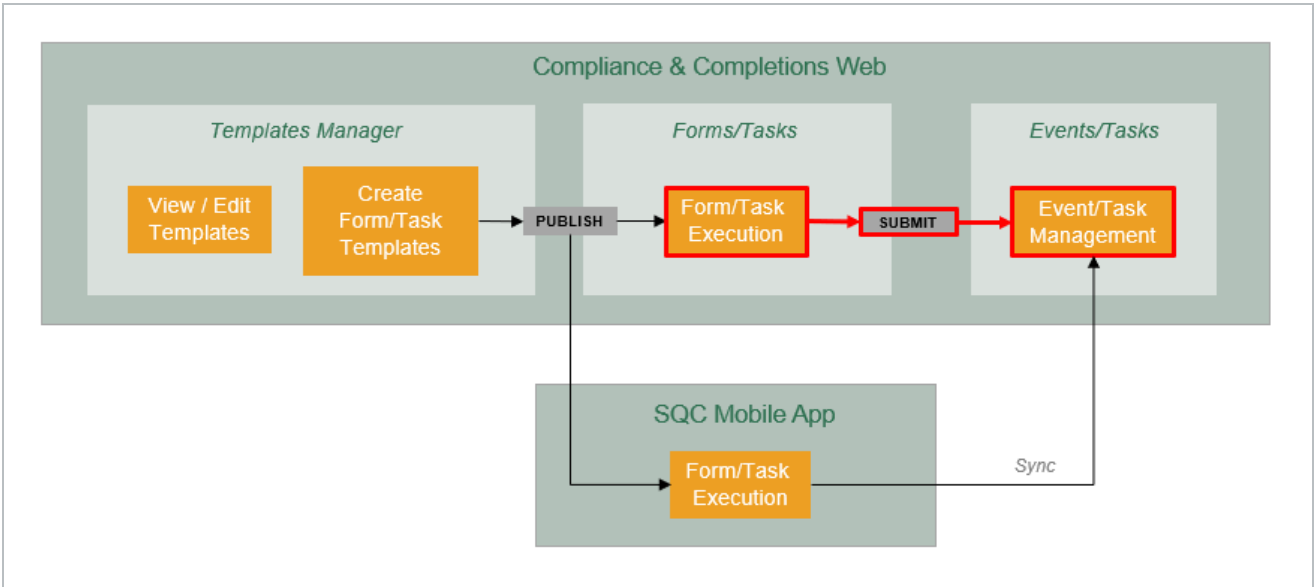 Compliance & Completions Web
Templates Manager
View / Edit
Templates
Create
Form/Task
Templates
PUBLISH
Forms/Tasks
Form/Task
Execution
SUBMIT
Events/Tasks
Event/Task
Management
SQC Mobile App
Form/Task
Execution
Sync